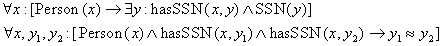 ∀x : [Person (x) → ∃y : hasSSN(x, y) ∧ SSN(y)]
∀x, y₁, y₂ : [Person(x) ∧ hasSSN(x, y₁) ∧ hasSSN(x, y₂) → y₁ ≈ y₂]